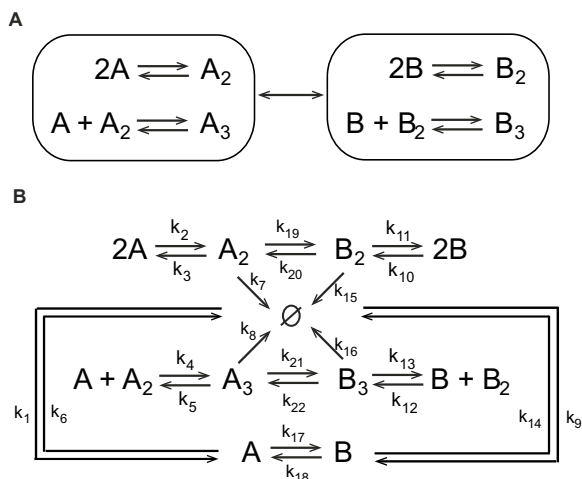 A
2A ⇌ A₂ 2B ⇌ B₂
A + A₂ ⇌ A₃ ↔ B + B₂ ⇌ B₃
B
k₂ k₁₉ k₁₁
2A ⇌ A₂ ⇌ B₂ ⇌ 2B
k₃ k₂₀ k₁₀
k₇ k₁₅
∅
k₈ k₁₆
k₄ k₂₁ k₁₃
A + A₂ ⇌ A₃ ⇌ B₃ ⇌ B + B₂
k₅ k₂₂ k₁₂
k₁ k₆ k₁₄ k₉
k₁₇
A ⇌ B
k₁₈